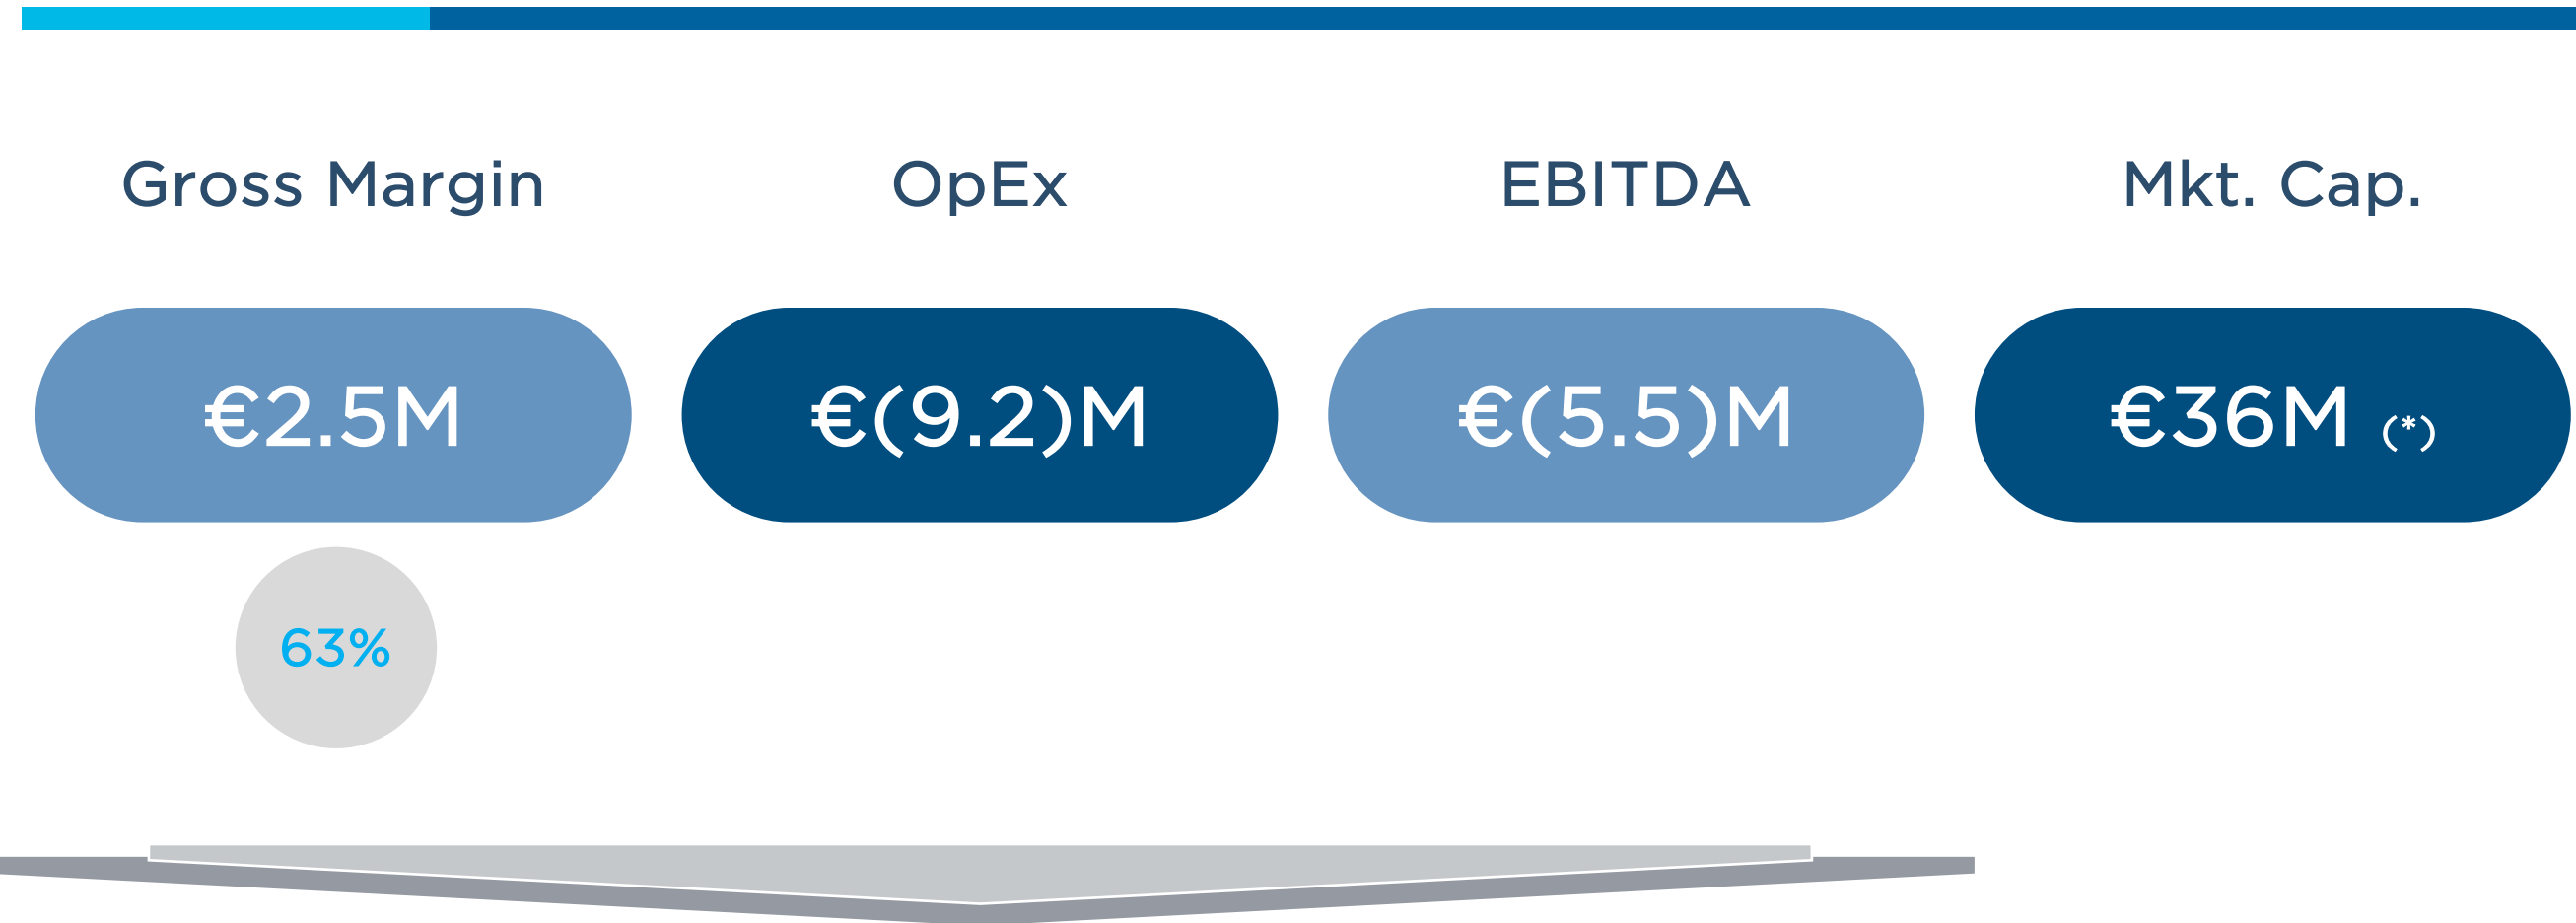 Gross Margin OpEx EBITDA Mkt. Cap.
€2.5M €(9.2)M €(5.5)M €36M (*)
63%